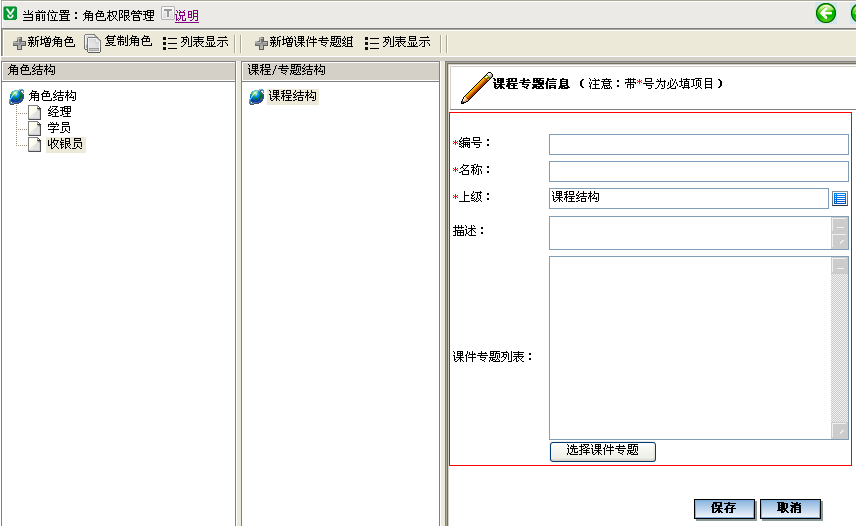 当前位置：角色权限管理 T说明
新增角色 复制角色 列表显示 新增课件专题组 列表显示
角色结构
角色结构
经理
学员
收银员
课程/专题结构
课程结构
课程专题信息（注意：带*号为必填项目）
*编号：
*名称：
*上级： 课程结构
描述：
课件专题列表：
选择课件专题
保存 取消